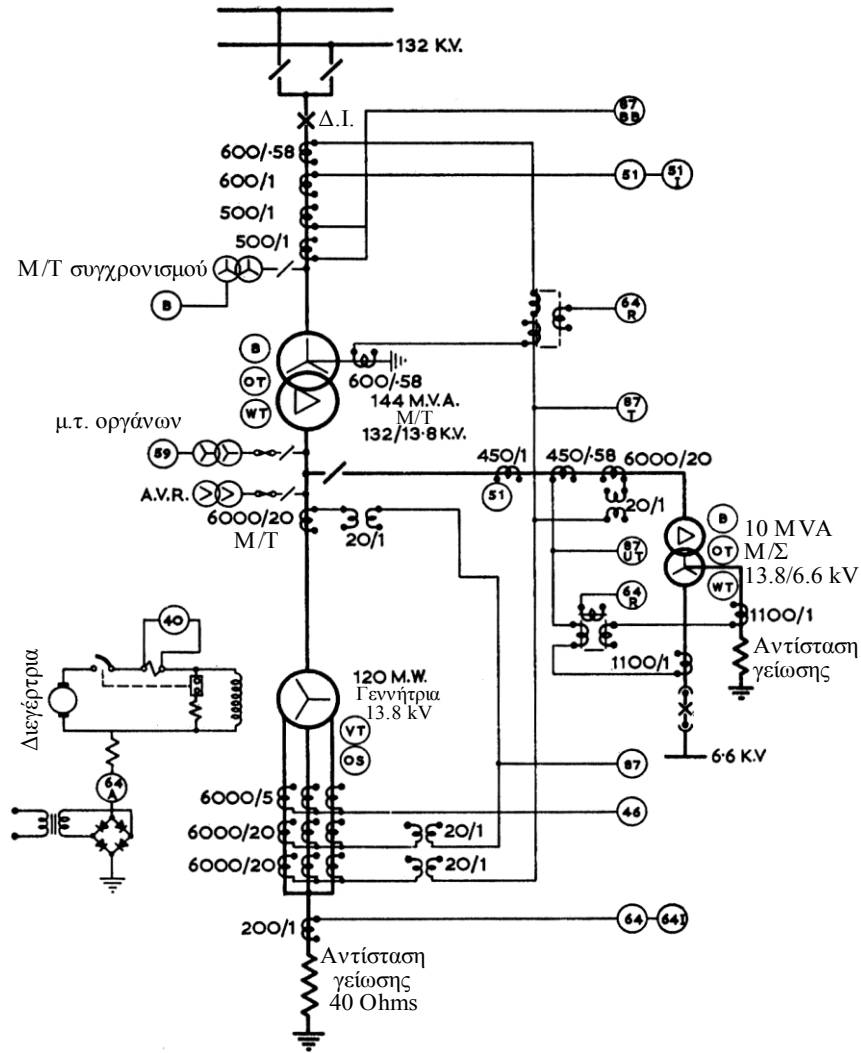 132 K.V.
Δ.Ι.
87 BB
600/·58
600/1
51
51 I
500/1
500/1
Μ/Τ συγχρονισμού
B
64 R
B
OT
WT
600/·58
144 M.V.A.
Μ/Τ
132/13·8 K.V.
87 T
μ.τ. οργάνων
59
450/1
450/·58
6000/20
51
A.V.R.
6000/20
Μ/Τ
20/1
20/1
B
OT
WT
10 MVA
Μ/Σ
13.8/6.6 kV
87 UT
64 R
1100/1
Αντίσταση
γείωσης
1100/1
40
Διεγέρτρια
120 M.W.
Γεννήτρια
13.8 kV
VT
OS
6·6 K.V
87
64 A
6000/5
46
6000/20
20/1
6000/20
20/1
200/1
64
64I
Αντίσταση
γείωσης
40 Ohms